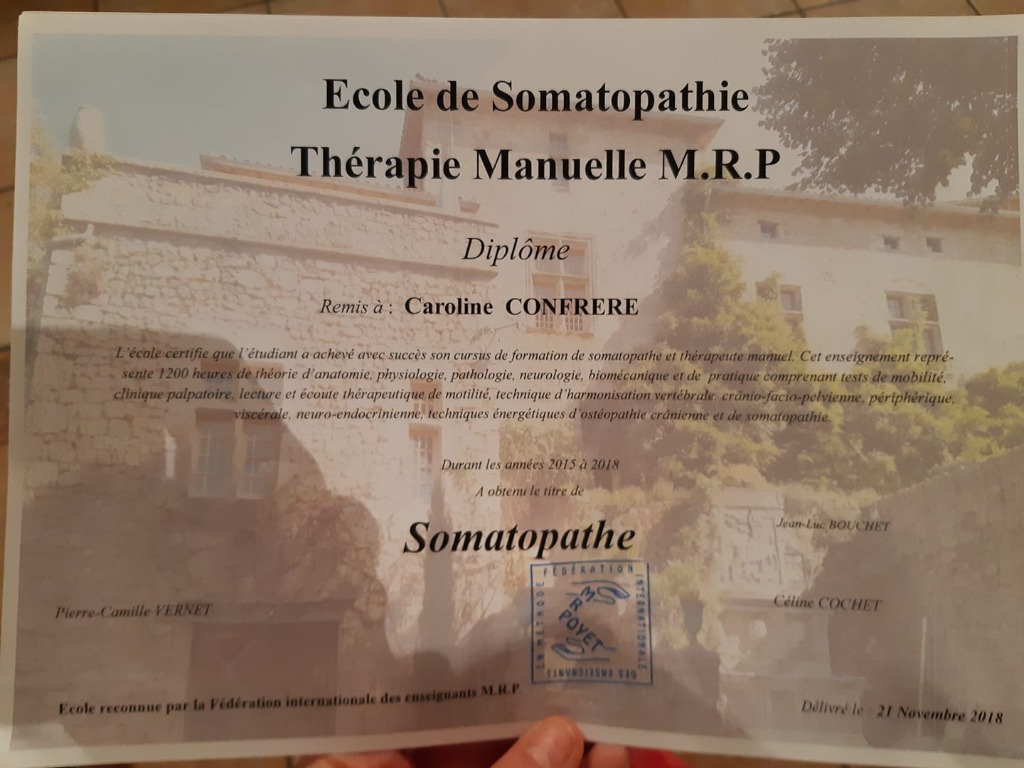 Ecole de Somatopathie
Thérapie Manuelle M.R.P
Diplôme
Remis à : Caroline CONFRERE
L'école certifie que l'étudiant a achevé avec succès son cursus de formation de somatopathe et thérapeute manuel. Cet enseignement repré-
sente 1200 heures de théorie d'anatomie, physiologie, pathologie, neurologie, biomécanique et de pratique comprenant tests de mobilité,
clinique palpatoire, lecture et écoute thérapeutique de motilité, technique d'harmonisation vertébrale, crânio-facio-pelvienne, périphérique,
viscérale, neuro-endocrinienne, techniques énergétiques d'ostéopathie crânienne et de somatopathie.
Durant les années 2015 à 2018
A obtenu le titre de
Somatopathe
Jean-Luc BOUCHET
Céline COCHET
Pierre-Camille VERNET
FÉDÉRATION
INTERNATIONALE
DES ENSEIGNANTS
EN MÉTHODE
MR
POYET
Ecole reconnue par la Fédération internationale des enseignants M.R.P
Délivré le 21 Novembre 2018